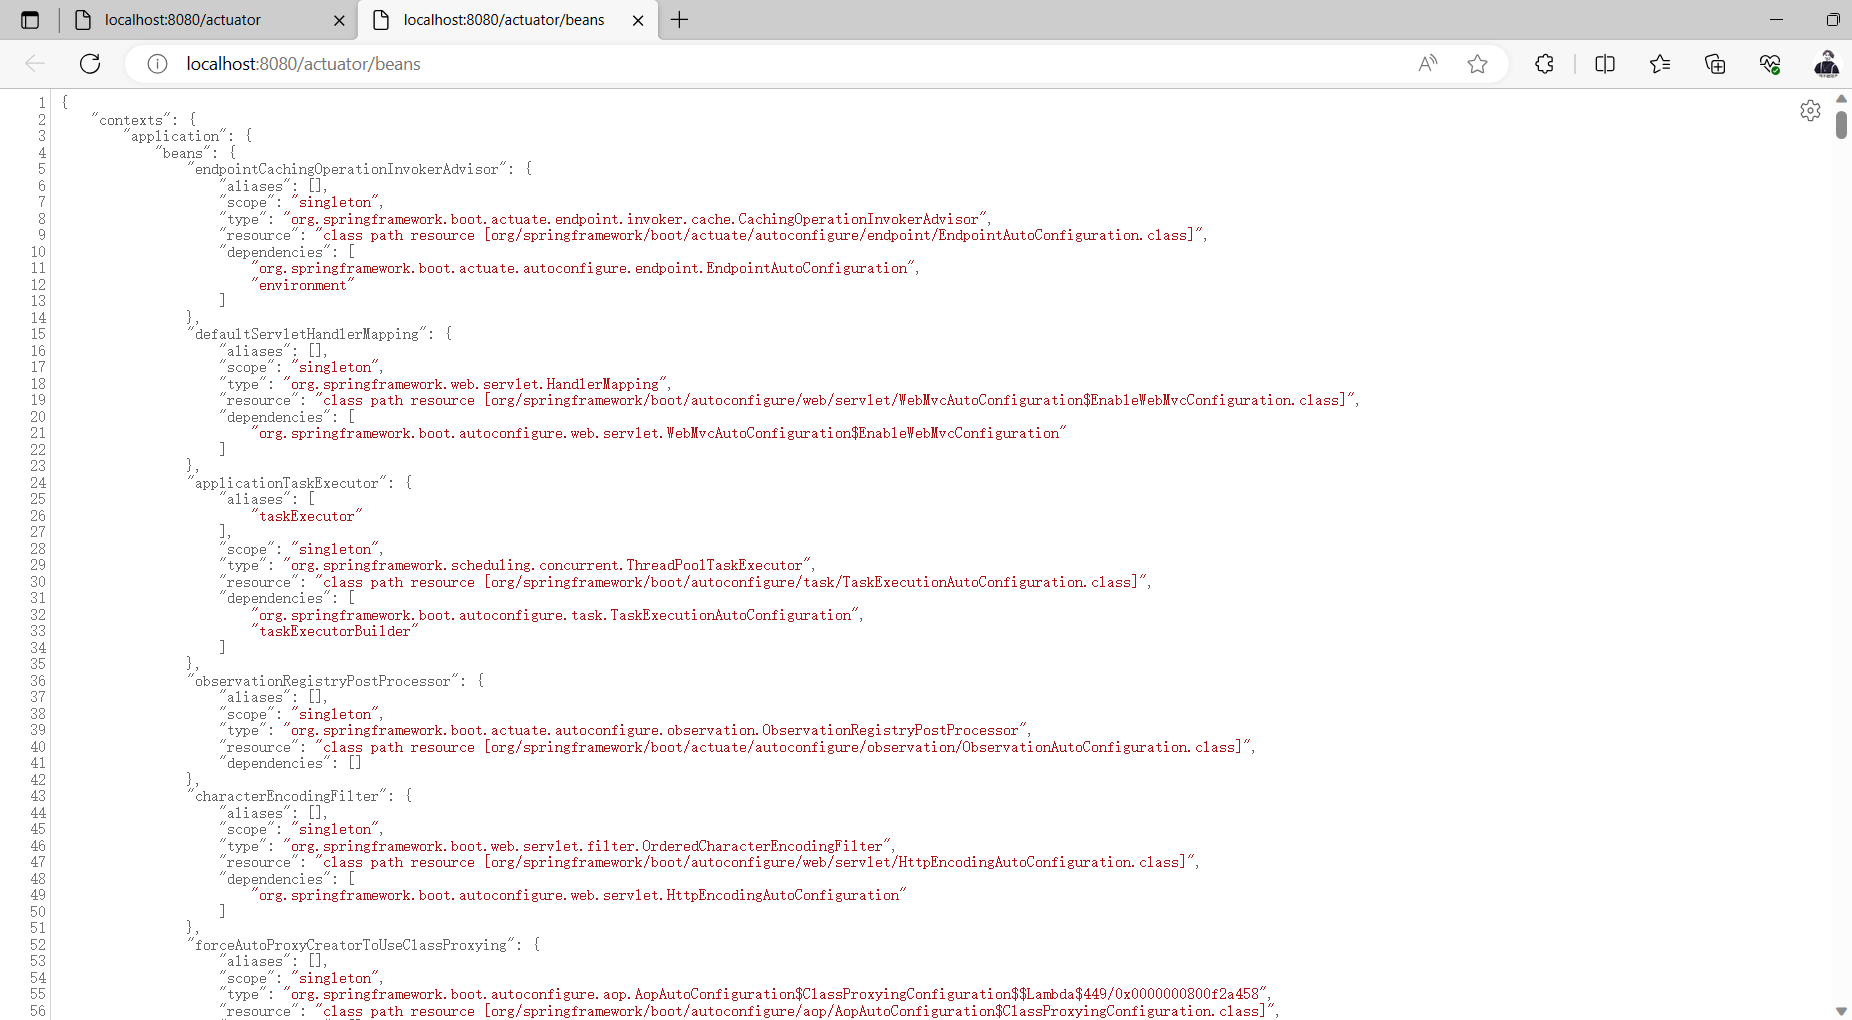 localhost:8080/actuator
localhost:8080/actuator/beans
localhost:8080/actuator/beans
1 {
2 "contexts": {
3 "application": {
4 "beans": {
5 "endpointCachingOperationInvokerAdvisor": {
6 "aliases": [],
7 "scope": "singleton",
8 "type": "org.springframework.boot.actuate.endpoint.invoker.cache.CachingOperationInvokerAdvisor",
9 "resource": "class path resource [org/springframework/boot/actuate/autoconfigure/endpoint/EndpointAutoConfiguration.class]",
10 "dependencies": [
11 "org.springframework.boot.actuate.autoconfigure.endpoint.EndpointAutoConfiguration",
12 "environment"
13 ]
14 },
15 "defaultServletHandlerMapping": {
16 "aliases": [],
17 "scope": "singleton",
18 "type": "org.springframework.web.servlet.HandlerMapping",
19 "resource": "class path resource [org/springframework/boot/autoconfigure/web/servlet/WebMvcAutoConfiguration$EnableWebMvcConfiguration.class]",
20 "dependencies": [
21 "org.springframework.boot.autoconfigure.web.servlet.WebMvcAutoConfiguration$EnableWebMvcConfiguration"
22 ]
23 },
24 "applicationTaskExecutor": {
25 "aliases": [
26 "taskExecutor"
27 ],
28 "scope": "singleton",
29 "type": "org.springframework.scheduling.concurrent.ThreadPoolTaskExecutor",
30 "resource": "class path resource [org/springframework/boot/autoconfigure/task/TaskExecutionAutoConfiguration.class]",
31 "dependencies": [
32 "org.springframework.boot.autoconfigure.task.TaskExecutionAutoConfiguration",
33 "taskExecutorBuilder"
34 ]
35 },
36 "observationRegistryPostProcessor": {
37 "aliases": [],
38 "scope": "singleton",
39 "type": "org.springframework.boot.actuate.autoconfigure.observation.ObservationRegistryPostProcessor",
40 "resource": "class path resource [org/springframework/boot/actuate/autoconfigure/observation/ObservationAutoConfiguration.class]",
41 "dependencies": []
42 },
43 "characterEncodingFilter": {
44 "aliases": [],
45 "scope": "singleton",
46 "type": "org.springframework.boot.web.servlet.filter.OrderedCharacterEncodingFilter",
47 "resource": "class path resource [org/springframework/boot/autoconfigure/web/servlet/HttpEncodingAutoConfiguration.class]",
48 "dependencies": [
49 "org.springframework.boot.autoconfigure.web.servlet.HttpEncodingAutoConfiguration"
50 ]
51 },
52 "forceAutoProxyCreatorToUseClassProxying": {
53 "aliases": [],
54 "scope": "singleton",
55 "type": "org.springframework.boot.autoconfigure.aop.AopAutoConfiguration$ClassProxyingConfiguration$$Lambda$449/0x0000000800f2a458",
56 "resource": "class path resource [org/springframework/boot/autoconfigure/aop/AopAutoConfiguration$ClassProxyingConfiguration.class]",